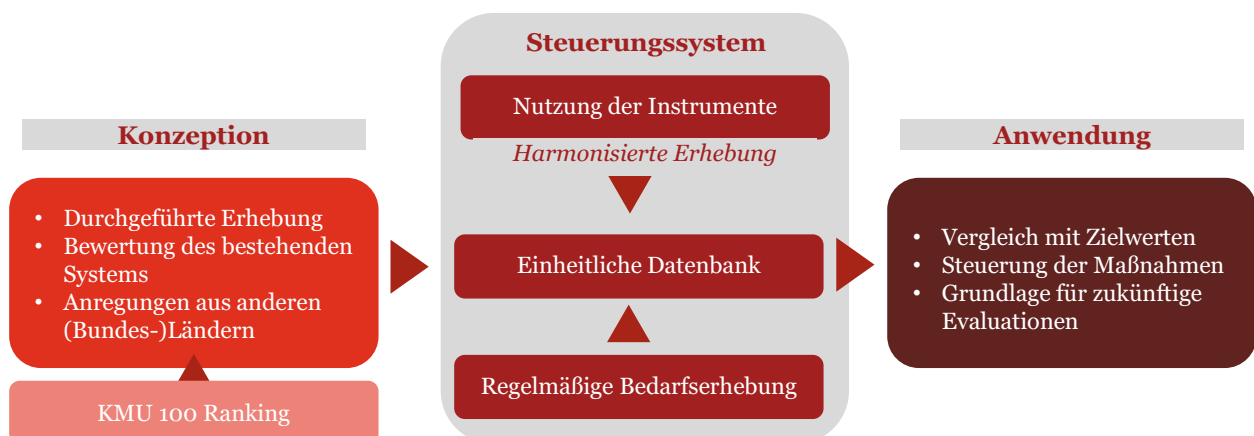 Konzeption
• Durchgeführte Erhebung
• Bewertung des bestehenden
Systems
• Anregungen aus anderen
(Bundes-)Ländern
KMU 100 Ranking
Steuerungssystem
Nutzung der Instrumente
Harmonisierte Erhebung
Einheitliche Datenbank
Regelmäßige Bedarfserhebung
Anwendung
• Vergleich mit Zielwerten
• Steuerung der Maßnahmen
• Grundlage für zukünftige
Evaluationen